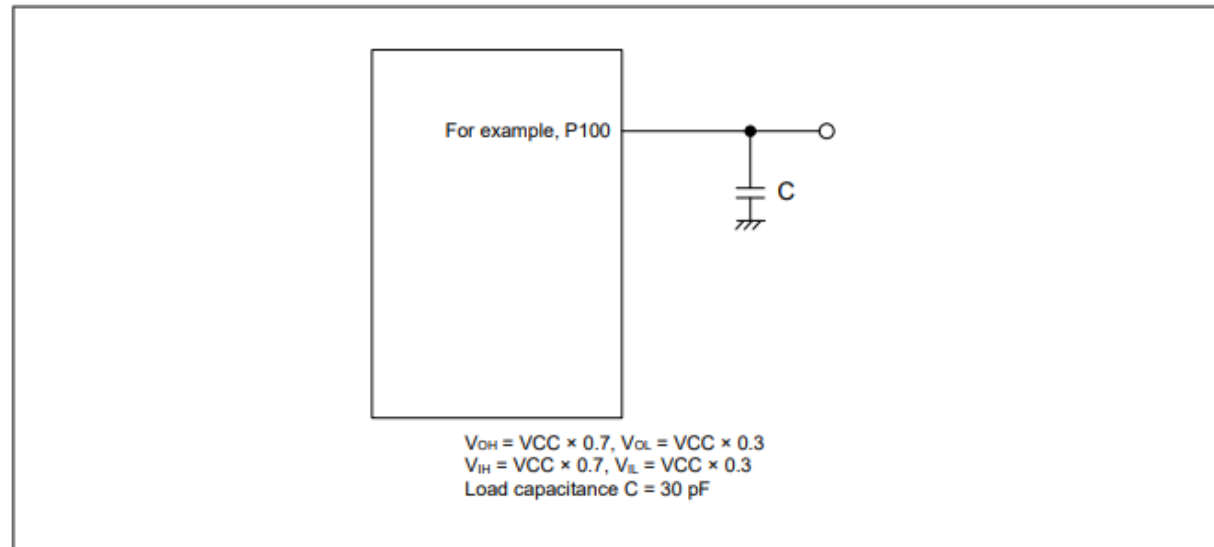 For example, P100
C
VOH = VCC × 0.7, VOL = VCC × 0.3
VIH = VCC × 0.7, VIL = VCC × 0.3
Load capacitance C = 30 pF